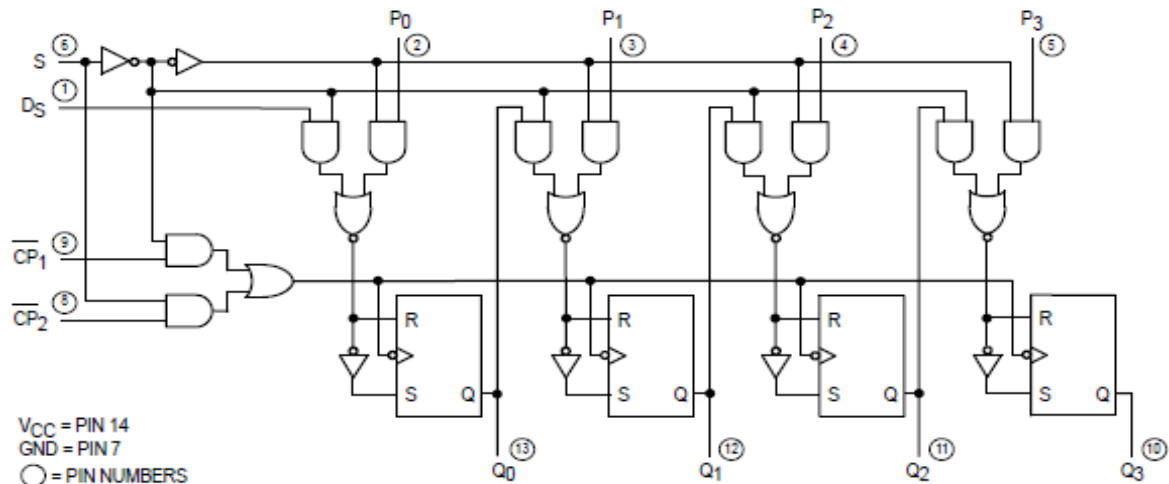 P0 P1 P2 P3
S 6 2 3 4 5
DS 1
CP1 9
CP2 8
R R R R
S Q S Q S Q S Q
VCC = PIN 14
GND = PIN 7
= PIN NUMBERS
13 12 11 10
Q0 Q1 Q2 Q3